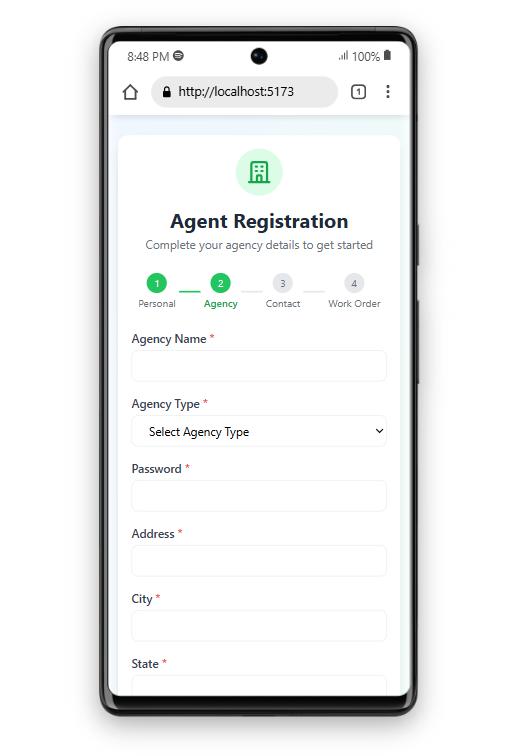 8:48 PM 100%
http://localhost:5173 1
Agent Registration
Complete your agency details to get started
1 2 3 4
Personal Agency Contact Work Order
Agency Name *
Agency Type *
Select Agency Type
Password *
Address *
City *
State *